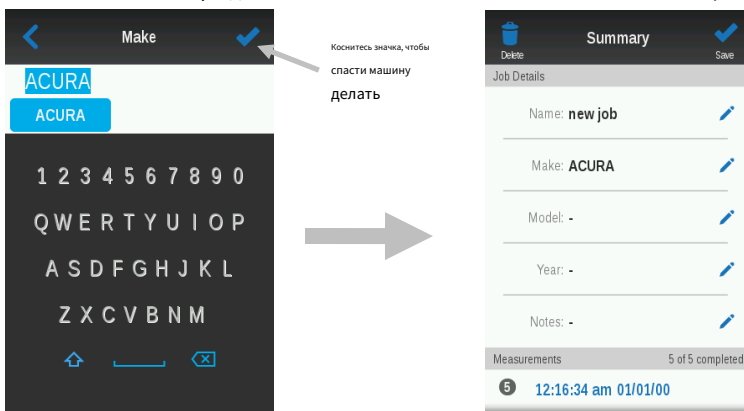 Make
ACURA
ACURA
1 2 3 4 5 6 7 8 9 0
Q W E R T Y U I O P
A S D F G H J K L
Z X C V B N M
Коснитесь значка, чтобы
спасти машину
делать
Delete
Summary
Save
Job Details
Name: new job
Make: ACURA
Model: -
Year: -
Notes: -
Measurements 5 of 5 completed
5 12:16:34 am 01/01/00